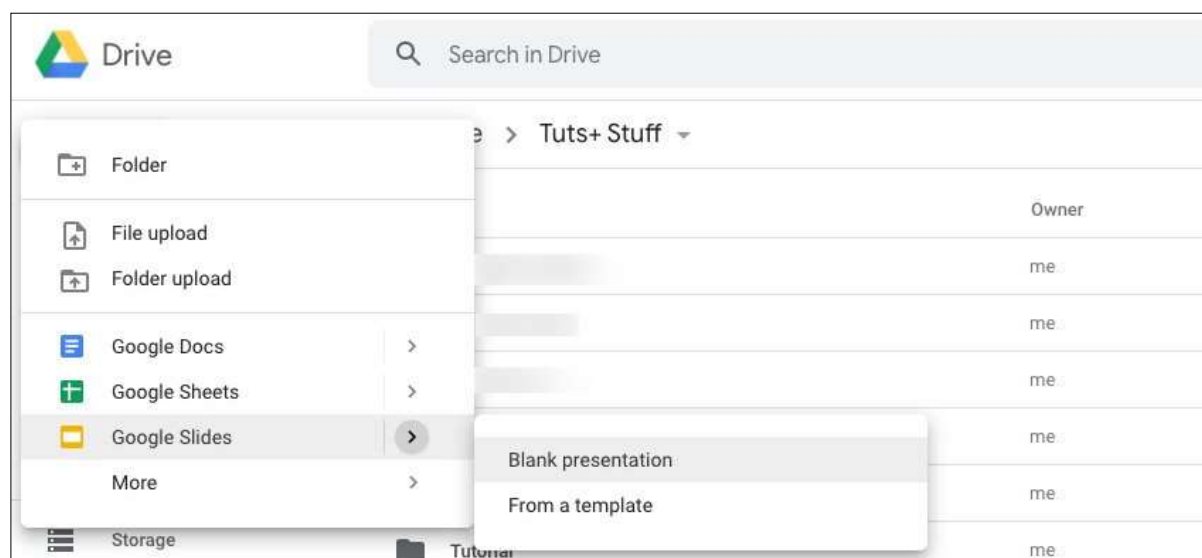 Drive
Search in Drive
e > Tuts+ Stuff
Folder
Owner
File upload
me
Folder upload
me
Google Docs
me
Google Sheets
Google Slides
me
Blank presentation
More
me
From a template
Storage
Tutorial
me